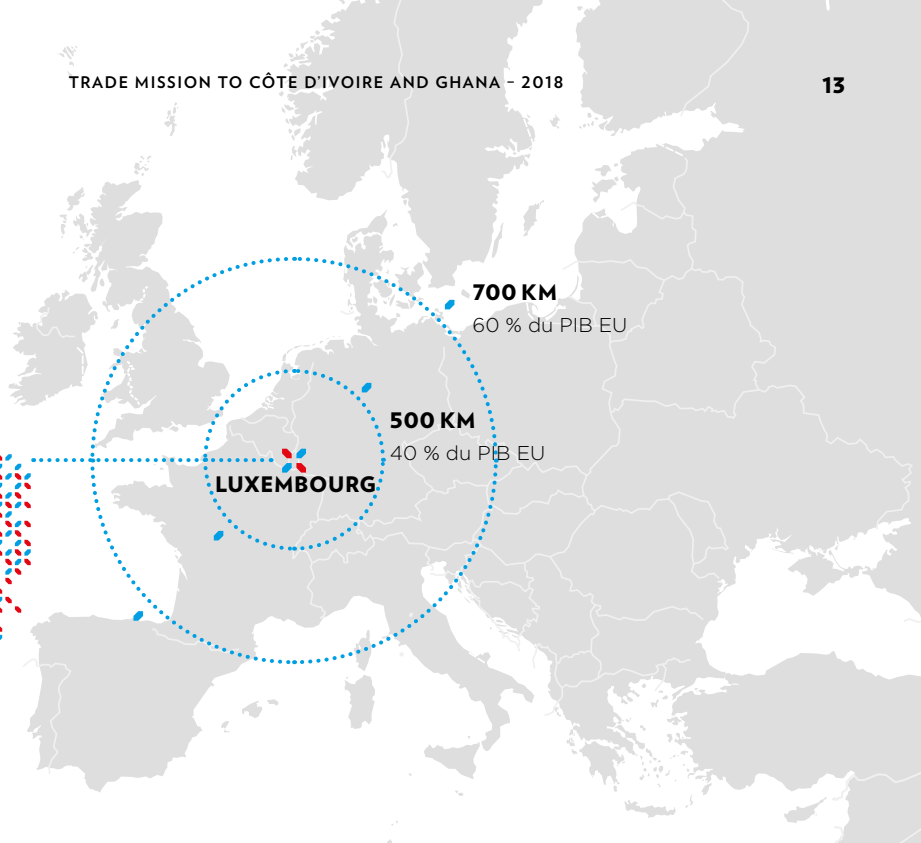 TRADE MISSION TO CÔTE D'IVOIRE AND GHANA – 2018
13
700 KM
60 % du PIB EU
500 KM
40 % du PIB EU
LUXEMBOURG